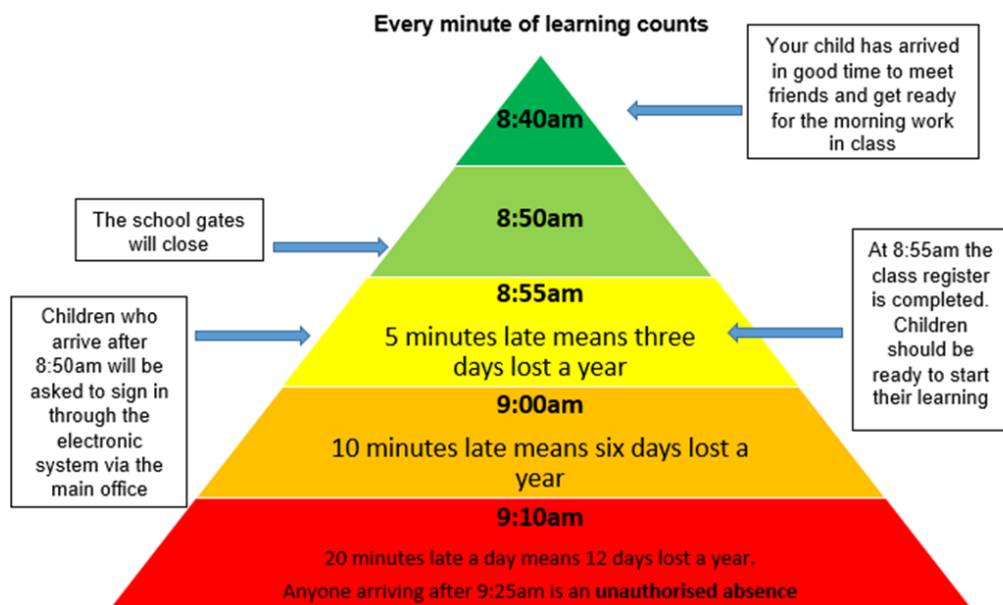 Every minute of learning counts
8:40am
Your child has arrived
in good time to meet
friends and get ready
for the morning work
in class
8:50am
The school gates
will close
8:55am
5 minutes late means three
days lost a year
Children who
arrive after
8:50am will be
asked to sign in
through the
electronic
system via the
main office
At 8:55am the
class register
is completed.
Children
should be
ready to start
their learning
9:00am
10 minutes late means six days lost a
year
9:10am
20 minutes late a day means 12 days lost a year.
Anyone arriving after 9:25am is an unauthorised absence